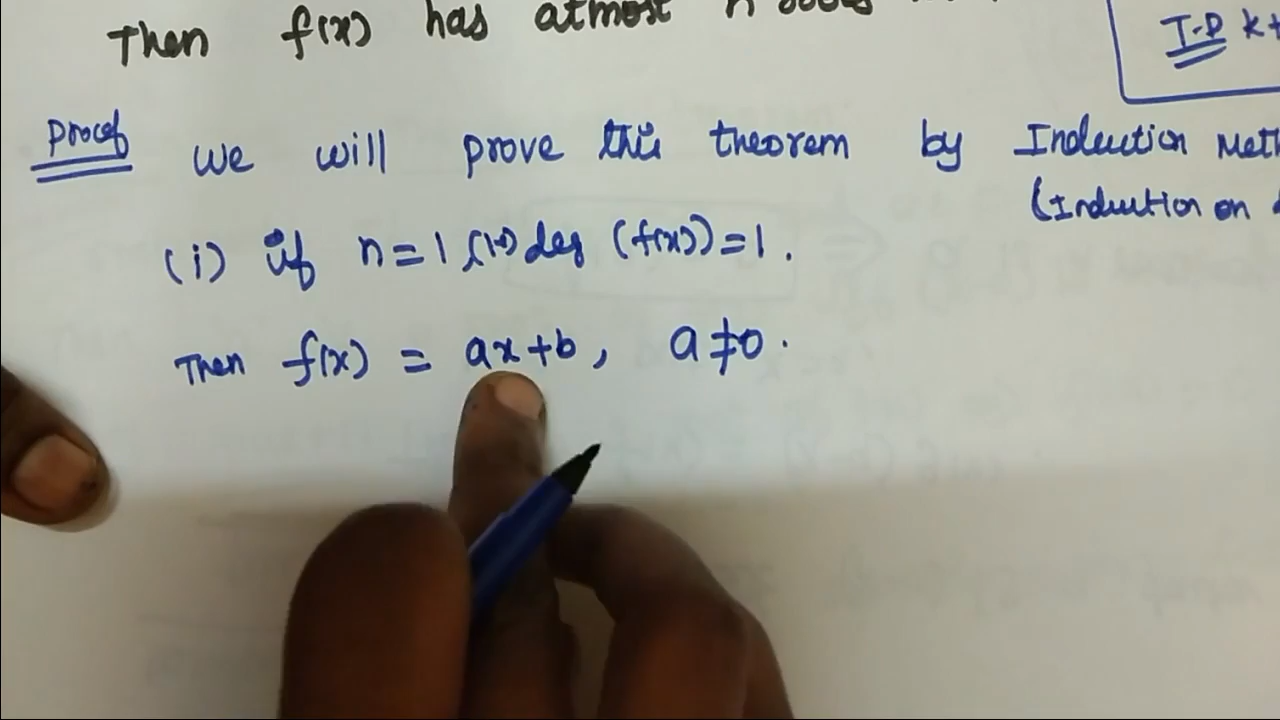 Then f(x) has atmost n
T.P k+
Proof We will prove this theorem by Induction Met
(Induction on
(i) if n=1, (i.e) deg (f(x))=1.
Then f(x) = ax+b, a≠0.